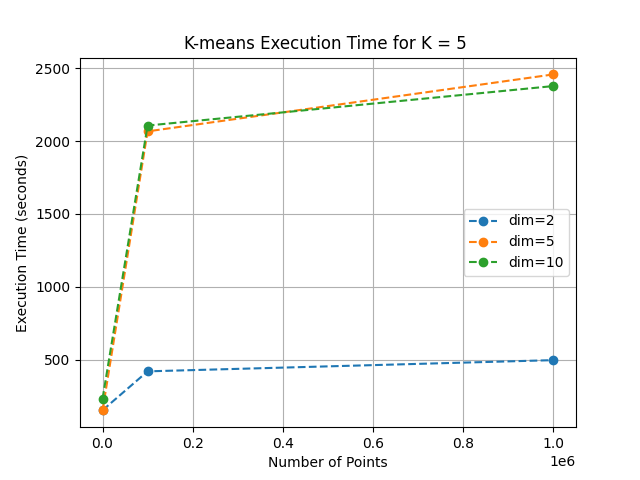 K-means Execution Time for K = 5
2500
2000
1500
1000
500
Execution Time (seconds)
dim=2
dim=5
dim=10
0.0 0.2 0.4 0.6 0.8 1.0
1e6
Number of Points